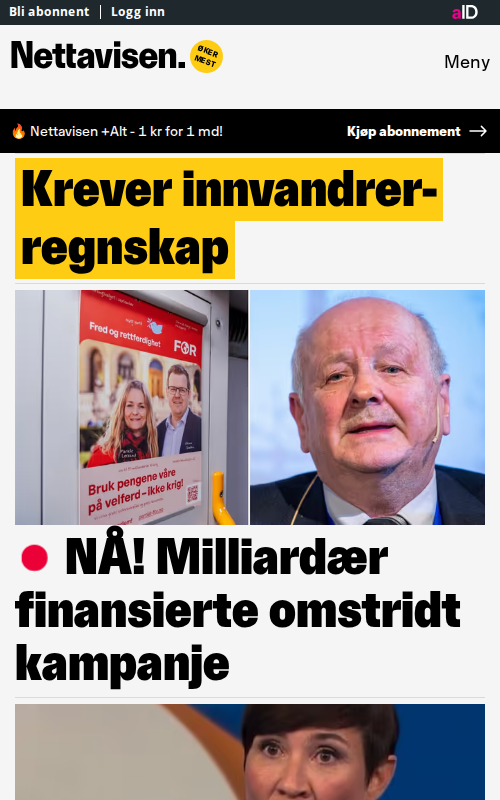 Bli abonnent | Logg inn
aID
Nettavisen.
ØKER
MEST
Meny
🔥 Nettavisen +Alt - 1 kr for 1 md!
Kjøp abonnement →
Krever innvandrer-
regnskap
Fred og rettferdighet
FOR
Bruk pengene våre
på velferd – ikke krig!
NÅ! Milliardær
finansierte omstridt
kampanje